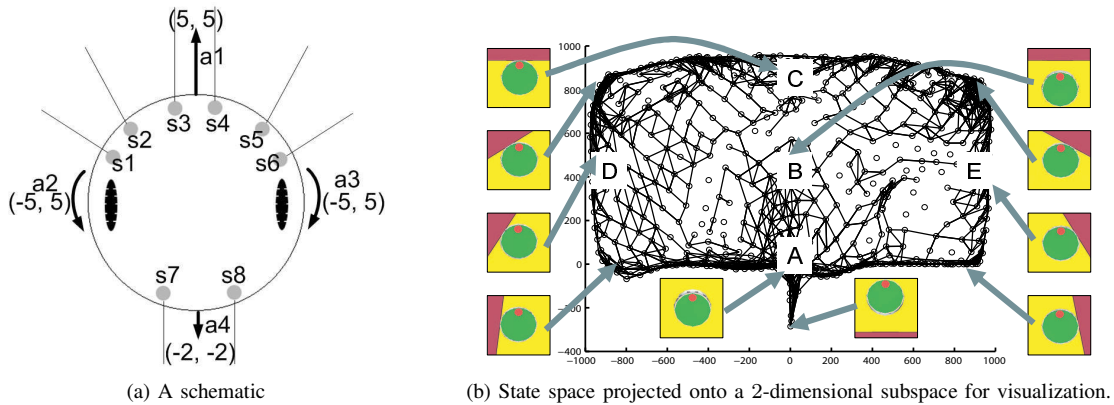 (5, 5)
a1
s3 s4
s2 s5
s1 s6
a2
(-5, 5)
a3
(-5, 5)
s7 s8
a4
(-2, -2)
(a) A schematic
1000
800
600
400
200
0
-200
-400
-1000 -800 -600 -400 -200 0 200 400 600 800 1000
C
D B E
A
(b) State space projected onto a 2-dimensional subspace for visualization.